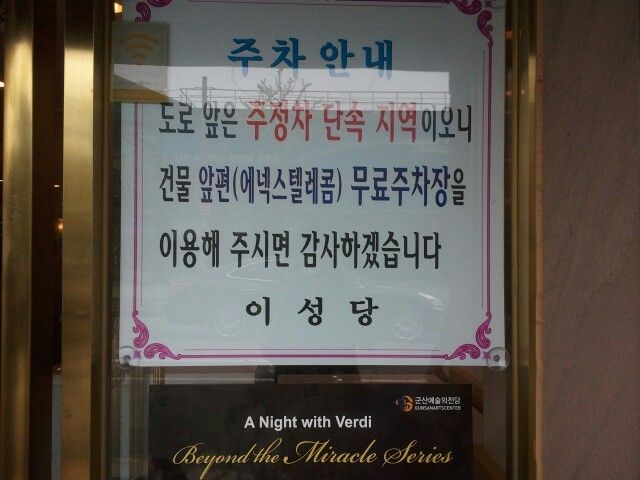 주차안내
도로 앞은 주정차 단속 지역이오니
건물 앞편(에넥스텔레콤) 무료주차장을
이용해 주시면 감사하겠습니다
이성당
군산예술의전당
GUNSAN ARTS CENTER
A Night with Verdi
Beyond the Miracle Series